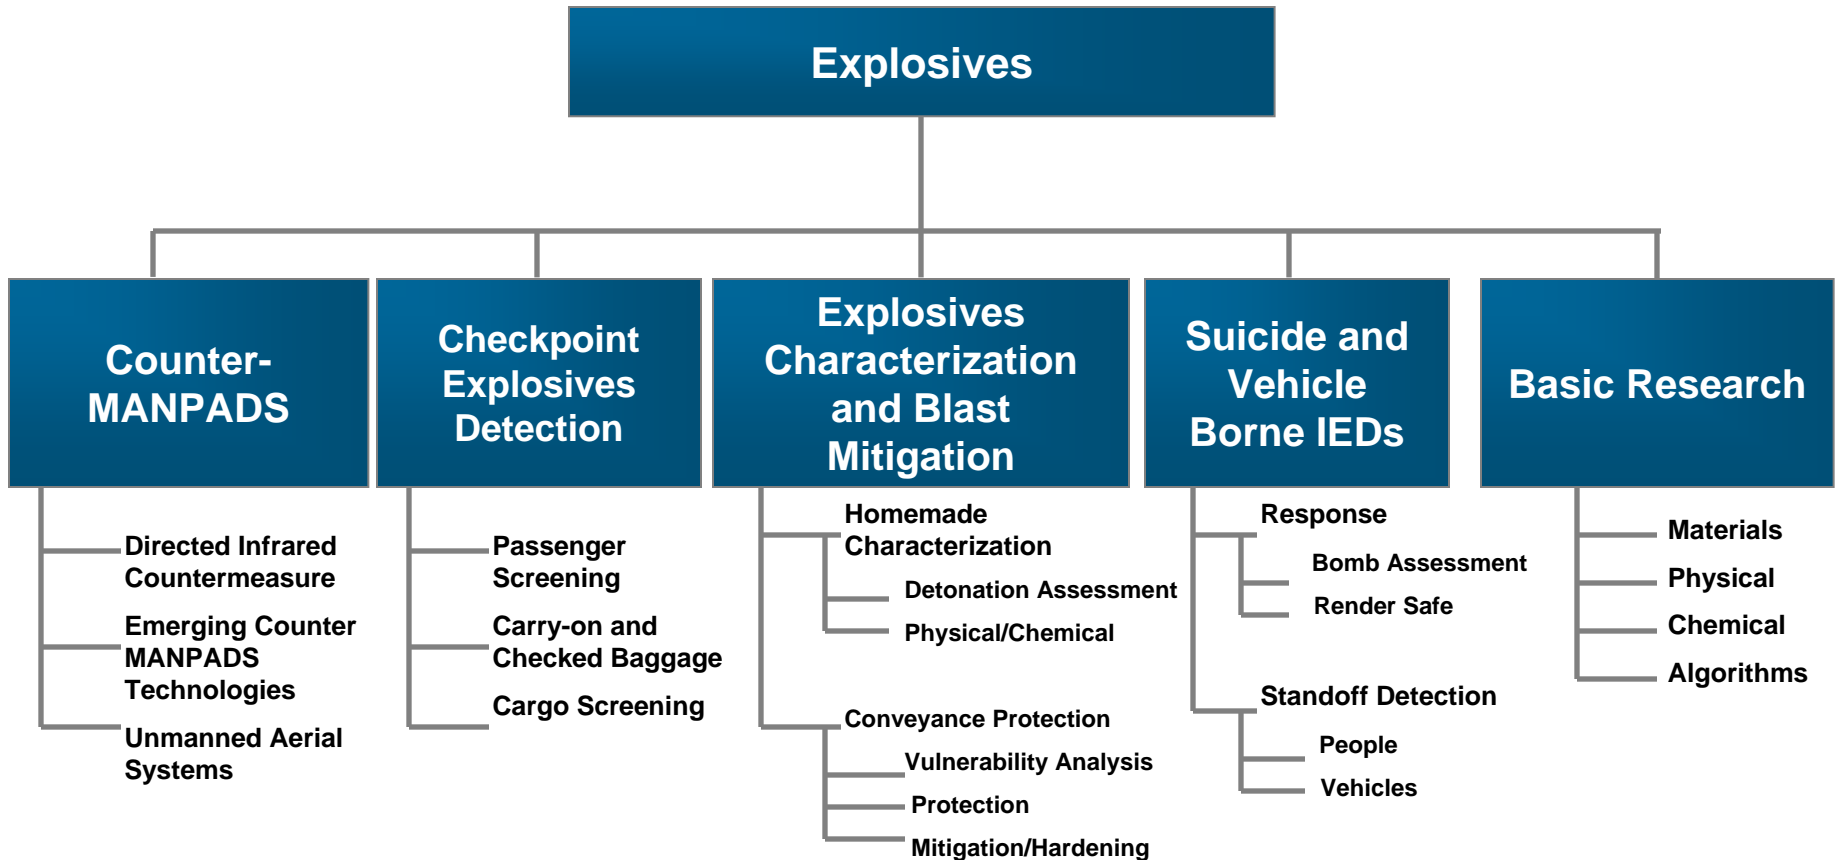 Explosives
Counter-
MANPADS
Directed Infrared
Countermeasure
Emerging Counter
MANPADS
Technologies
Unmanned Aerial
Systems
Checkpoint
Explosives
Detection
Passenger
Screening
Carry-on and
Checked Baggage
Cargo Screening
Explosives
Characterization
and Blast
Mitigation
Homemade
Characterization
Detonation Assessment
Physical/Chemical
Conveyance Protection
Vulnerability Analysis
Protection
Mitigation/Hardening
Suicide and
Vehicle
Borne IEDs
Response
Bomb Assessment
Render Safe
Standoff Detection
People
Vehicles
Basic Research
Materials
Physical
Chemical
Algorithms